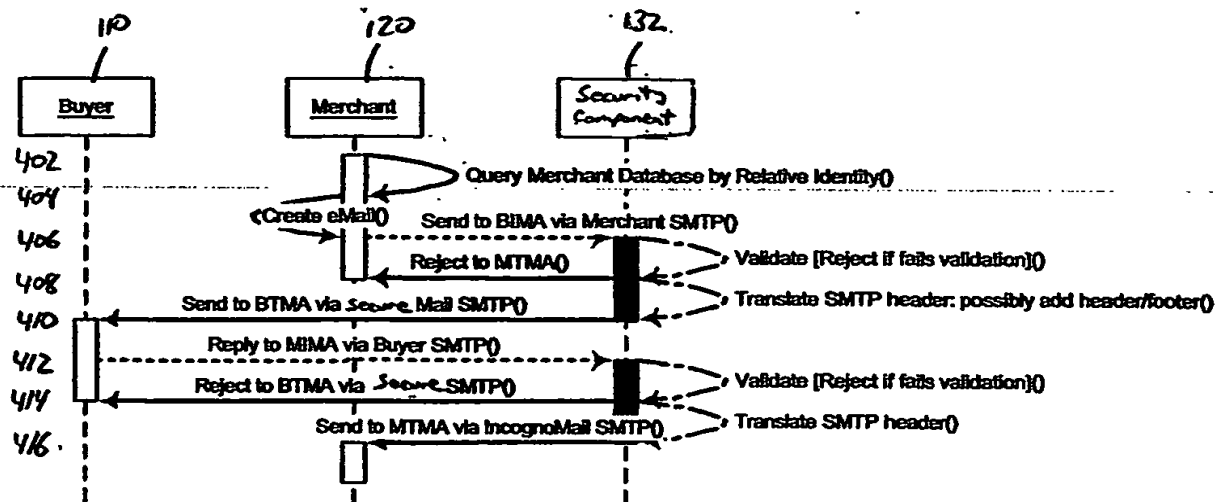 110
120
132
Buyer
Merchant
Security
Component
402
Query Merchant Database by Relative Identity()
404
Create eMail()
Send to BIMA via Merchant SMTP()
406
Validate [Reject if fails validation]()
Reject to MTMA()
408
Translate SMTP header: possibly add header/footer()
Send to BTMA via secure Mail SMTP()
410
Reply to MIMA via Buyer SMTP()
412
Validate [Reject if fails validation]()
Reject to BTMA via Secure SMTP()
414
Translate SMTP header()
Send to MTMA via IncognoMail SMTP()
416